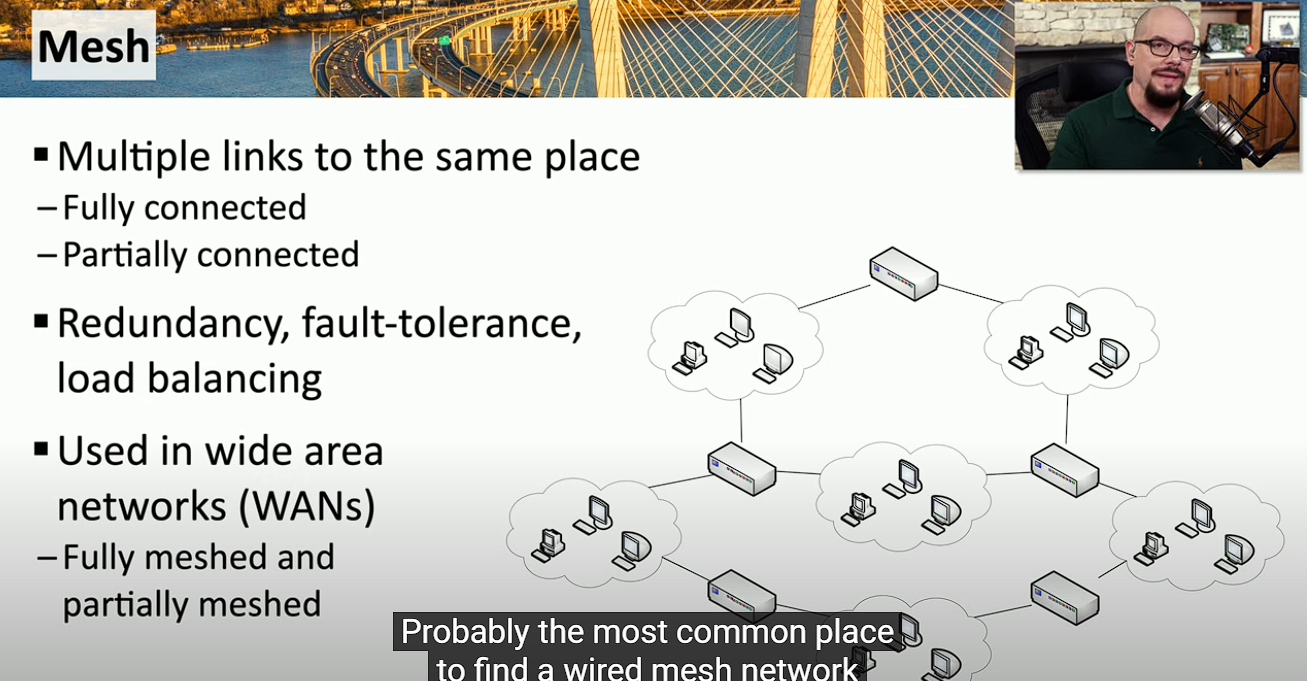 Mesh
▪ Multiple links to the same place
– Fully connected
– Partially connected
▪ Redundancy, fault-tolerance,
load balancing
▪ Used in wide area
networks (WANs)
– Fully meshed and
partially meshed
Probably the most common place
to find a wired mesh network